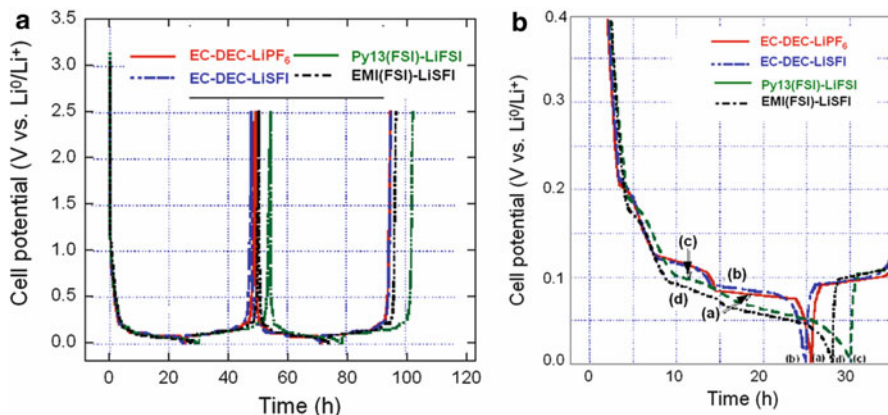 a
3.5
3.0
2.5
2.0
1.5
1.0
0.5
0.0
Cell potential (V vs. Li⁰/Li⁺)
EC-DEC-LiPF₆
EC-DEC-LiSFI
Py13(FSI)-LiFSI
EMI(FSI)-LiSFI
0 20 40 60 80 100 120
Time (h)
b
0.4
0.3
0.2
0.1
0.0
Cell potential (V vs. Li⁰/Li⁺)
EC-DEC-LiPF₆
EC-DEC-LiSFI
Py13(FSI)-LiFSI
EMI(FSI)-LiSFI
(c)
(b)
(d)
(a)
(b) (a) (d) (c)
0 10 20 30
Time (h)